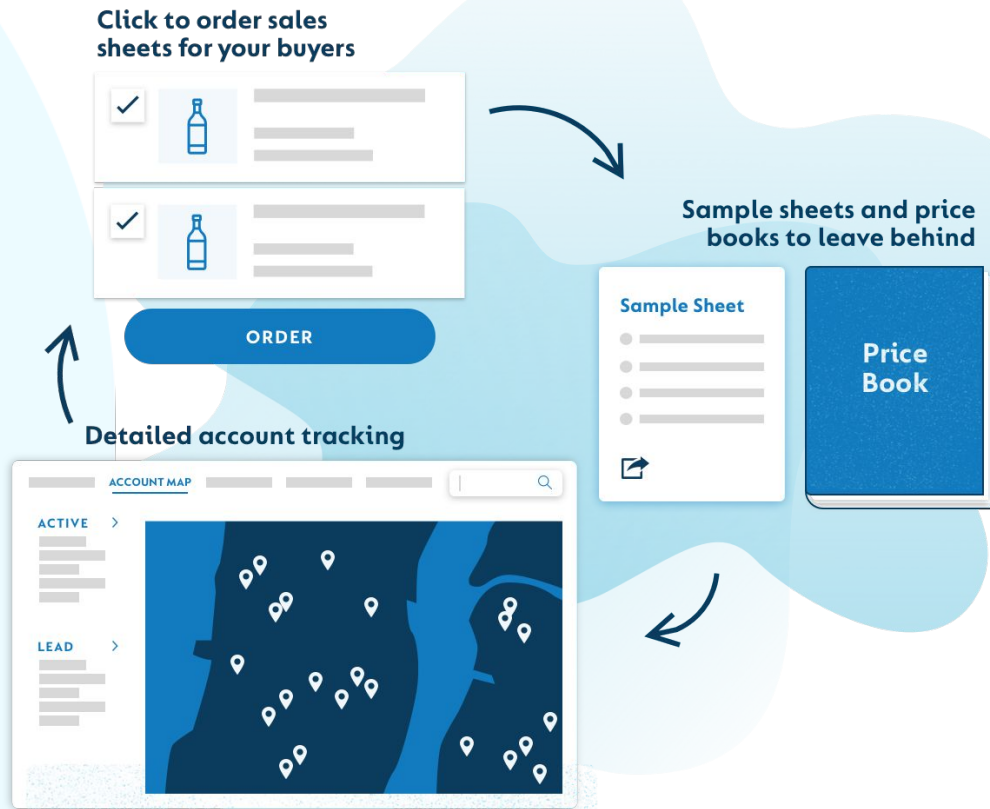 Click to order sales
sheets for your buyers
ORDER
Sample sheets and price
books to leave behind
Sample Sheet
Price
Book
Detailed account tracking
ACCOUNT MAP
ACTIVE
LEAD